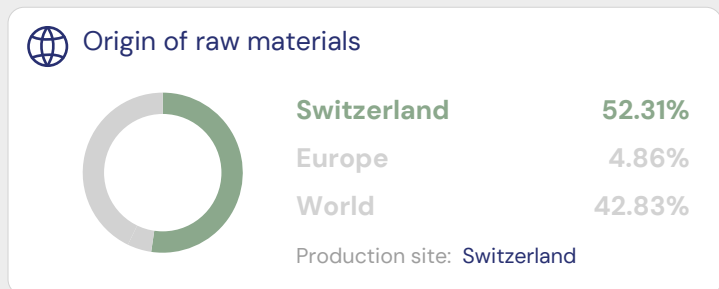 Origin of raw materials
Switzerland 52.31%
Europe 4.86%
World 42.83%
Production site: Switzerland